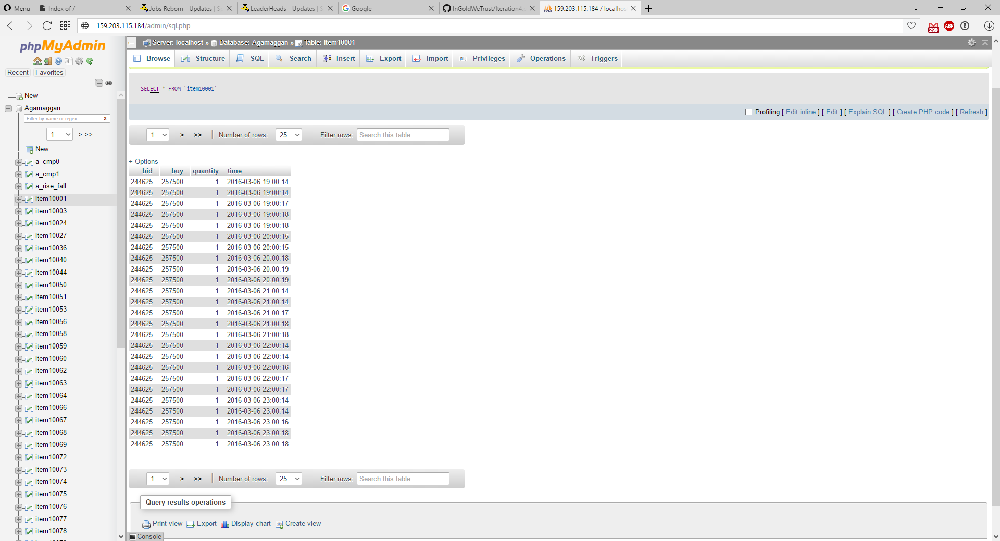 Menu
Index of /
Jobs Reborn - Updates | S
LeaderHeads - Updates | S
Google
InGoldWeTrust/Iteration4.
159.203.115.184 / localhos
159.203.115.184/admin/sql.php
299
ABP
phpMyAdmin
Recent
Favorites
New
Agamaggan
Filter by name or regex
X
1
> >>
New
a_cmp0
a_cmp1
a_rise_fall
item10001
item10003
item10024
item10027
item10036
item10040
item10044
item10050
item10051
item10053
item10056
item10058
item10059
item10060
item10062
item10063
item10064
item10066
item10067
item10068
item10069
item10072
item10073
item10074
item10075
item10076
item10077
item10078
Server: localhost » Database: Agamaggan » Table: item10001
Browse Structure SQL Search Insert Export Import Privileges Operations Triggers
SELECT * FROM `item10001`
Profiling [ Edit inline ] [ Edit ] [ Explain SQL ] [ Create PHP code ] [ Refresh ]
1 > >> Number of rows: 25 Filter rows: Search this table
+ Options
bid buy quantity time
244625 257500 1 2016-03-06 19:00:14
244625 257500 1 2016-03-06 19:00:14
244625 257500 1 2016-03-06 19:00:17
244625 257500 1 2016-03-06 19:00:18
244625 257500 1 2016-03-06 19:00:18
244625 257500 1 2016-03-06 20:00:15
244625 257500 1 2016-03-06 20:00:15
244625 257500 1 2016-03-06 20:00:18
244625 257500 1 2016-03-06 20:00:19
244625 257500 1 2016-03-06 20:00:19
244625 257500 1 2016-03-06 21:00:14
244625 257500 1 2016-03-06 21:00:14
244625 257500 1 2016-03-06 21:00:17
244625 257500 1 2016-03-06 21:00:18
244625 257500 1 2016-03-06 21:00:18
244625 257500 1 2016-03-06 22:00:14
244625 257500 1 2016-03-06 22:00:14
244625 257500 1 2016-03-06 22:00:16
244625 257500 1 2016-03-06 22:00:17
244625 257500 1 2016-03-06 22:00:17
244625 257500 1 2016-03-06 23:00:14
244625 257500 1 2016-03-06 23:00:14
244625 257500 1 2016-03-06 23:00:16
244625 257500 1 2016-03-06 23:00:18
244625 257500 1 2016-03-06 23:00:18
1 > >> Number of rows: 25 Filter rows: Search this table
Query results operations
Print view Export Display chart Create view
Console